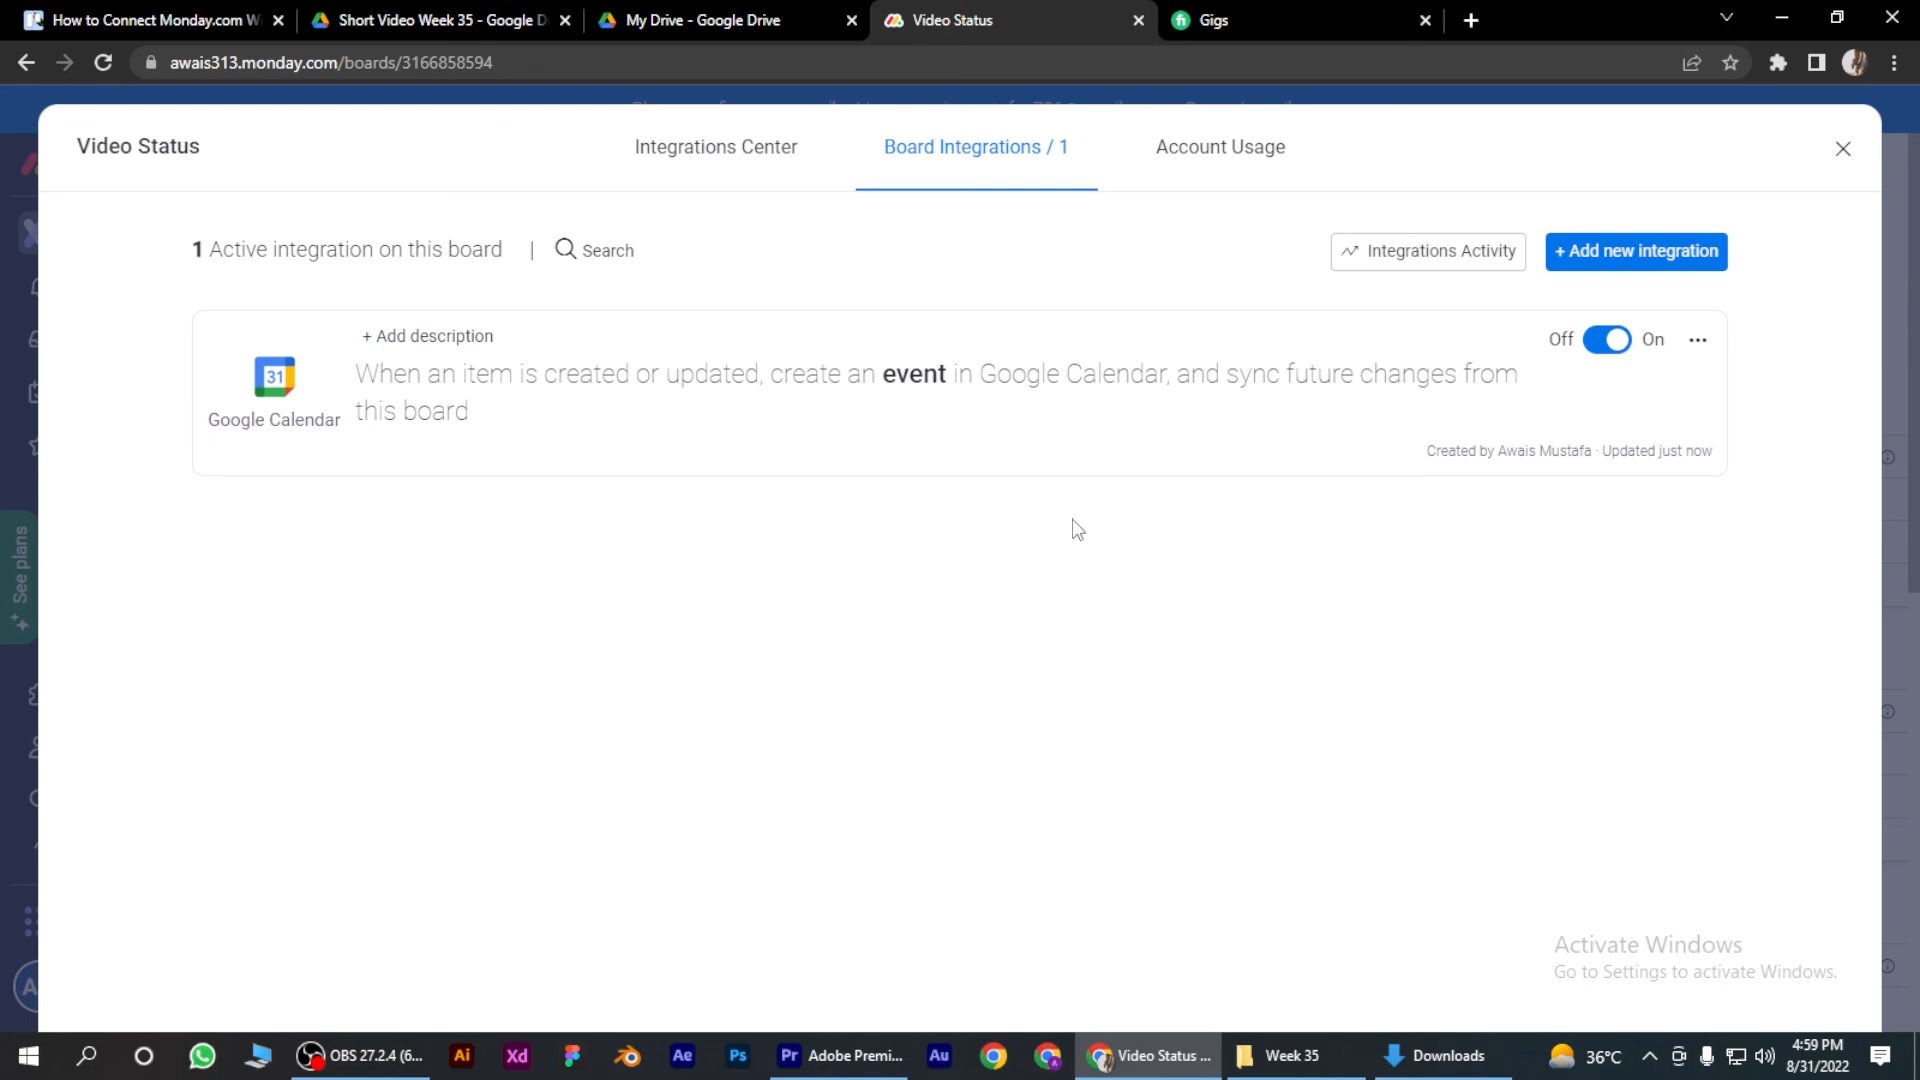 How to Connect Monday.com W
Short Video Week 35 - Google D
My Drive - Google Drive
Video Status
Gigs
awais313.monday.com/boards/3166858594
Video Status
Integrations Center
Board Integrations / 1
Account Usage
1 Active integration on this board
|
Search
Integrations Activity
+ Add new integration
+ Add description
Off
On
31
Google Calendar
When an item is created or updated, create an event in Google Calendar, and sync future changes from
this board
Created by Awais Mustafa · Updated just now
See plans
A
Activate Windows
Go to Settings to activate Windows.
OBS 27.2.4 (6...
Ai
Xd
Ae
Ps
Pr
Adobe Premi...
Au
Video Status ...
Week 35
Downloads
36°C
4:59 PM
8/31/2022